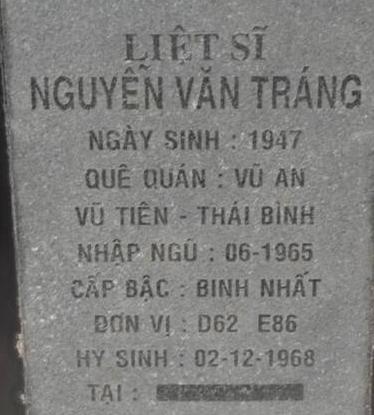 LIỆT SĨ
NGUYỄN VĂN TRÁNG
NGÀY SINH : 1947
QUÊ QUÁN : VŨ AN
VŨ TIÊN - THÁI BÌNH
NHẬP NGŨ : 06-1965
CẤP BẬC : BINH NHẤT
ĐƠN VỊ : D62 E86
HY SINH : 02-12-1968
TẠI :